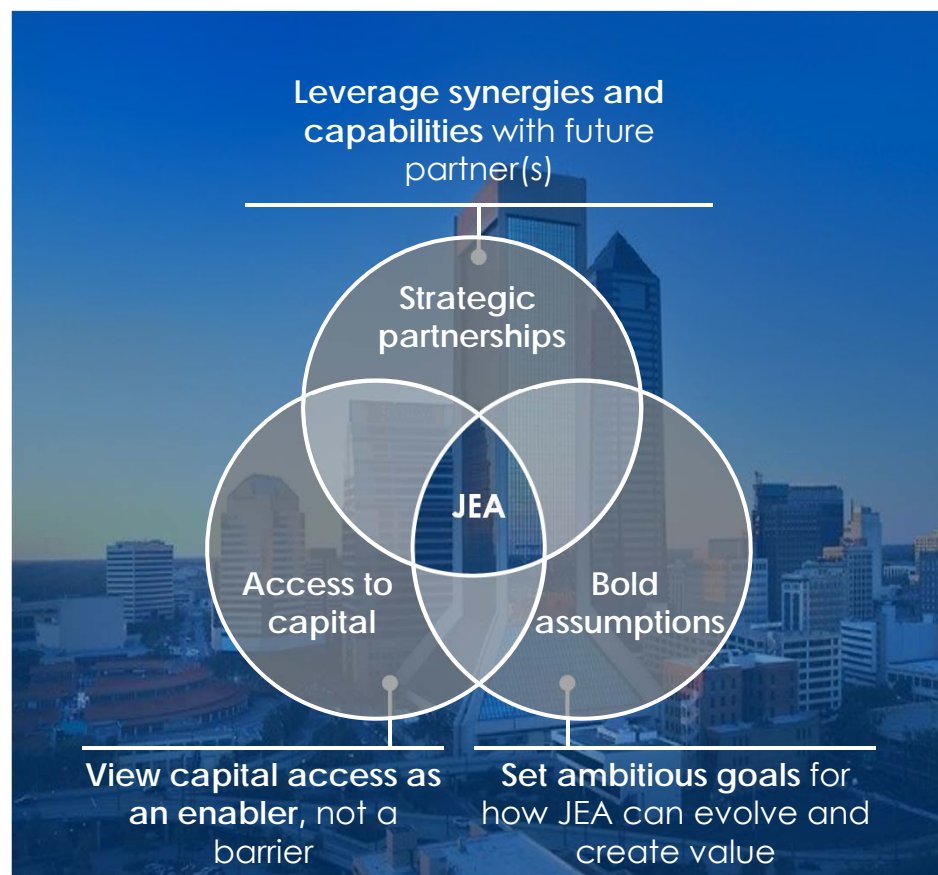 Leverage synergies and
capabilities with future
partner(s)
Strategic
partnerships
JEA
Access to
capital
Bold
assumptions
View capital access as
an enabler, not a
barrier
Set ambitious goals for
how JEA can evolve and
create value